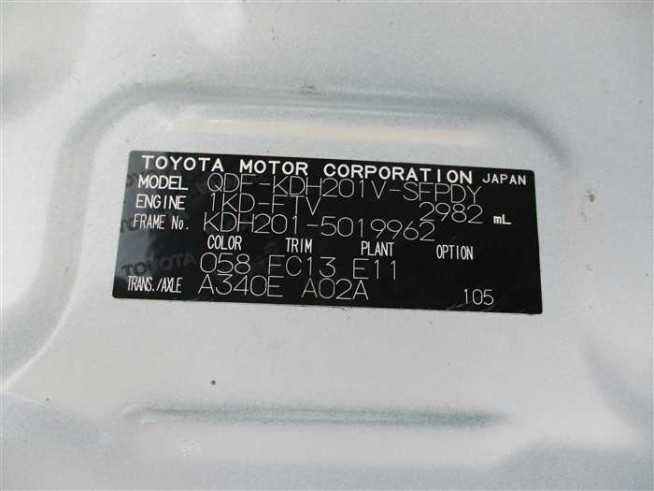 TOYOTA MOTOR CORPORATION JAPAN
MODEL QDF-KDH201V-SFPDY
ENGINE 1KD-FTV 2982 mL
FRAME No. KDH201-5019962
COLOR TRIM PLANT OPTION
058 FC13 E11
TRANS./AXLE A340E A02A
105